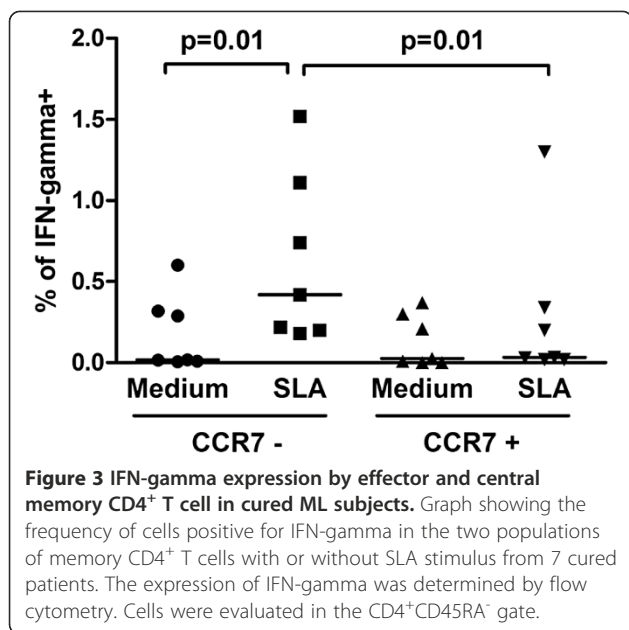 p=0.01 p=0.01
2.0
1.5
1.0
0.5
0.0
% of IFN-gamma+
Medium SLA Medium SLA
CCR7 - CCR7 +
Figure 3 IFN-gamma expression by effector and central
memory CD4⁺ T cell in cured ML subjects. Graph showing the
frequency of cells positive for IFN-gamma in the two populations
of memory CD4⁺ T cells with or without SLA stimulus from 7 cured
patients. The expression of IFN-gamma was determined by flow
cytometry. Cells were evaluated in the CD4⁺CD45RA⁻ gate.